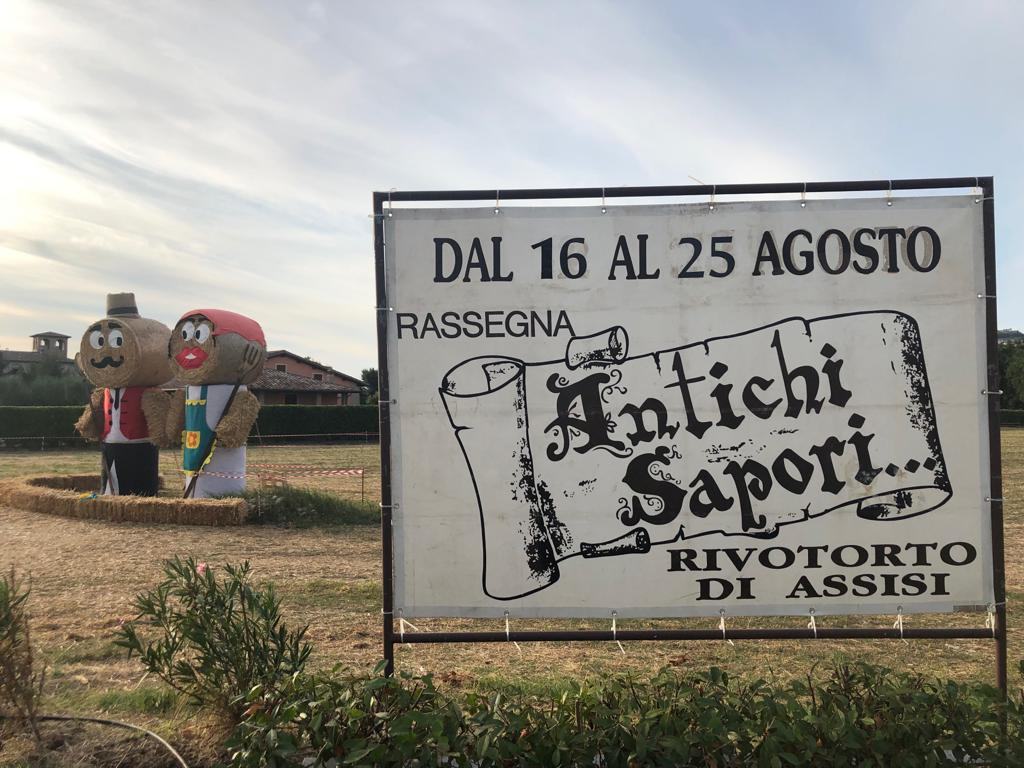 DAL 16 AL 25 AGOSTO
RASSEGNA
Antichi
Sapori...
RIVOTORTO
DI ASSISI